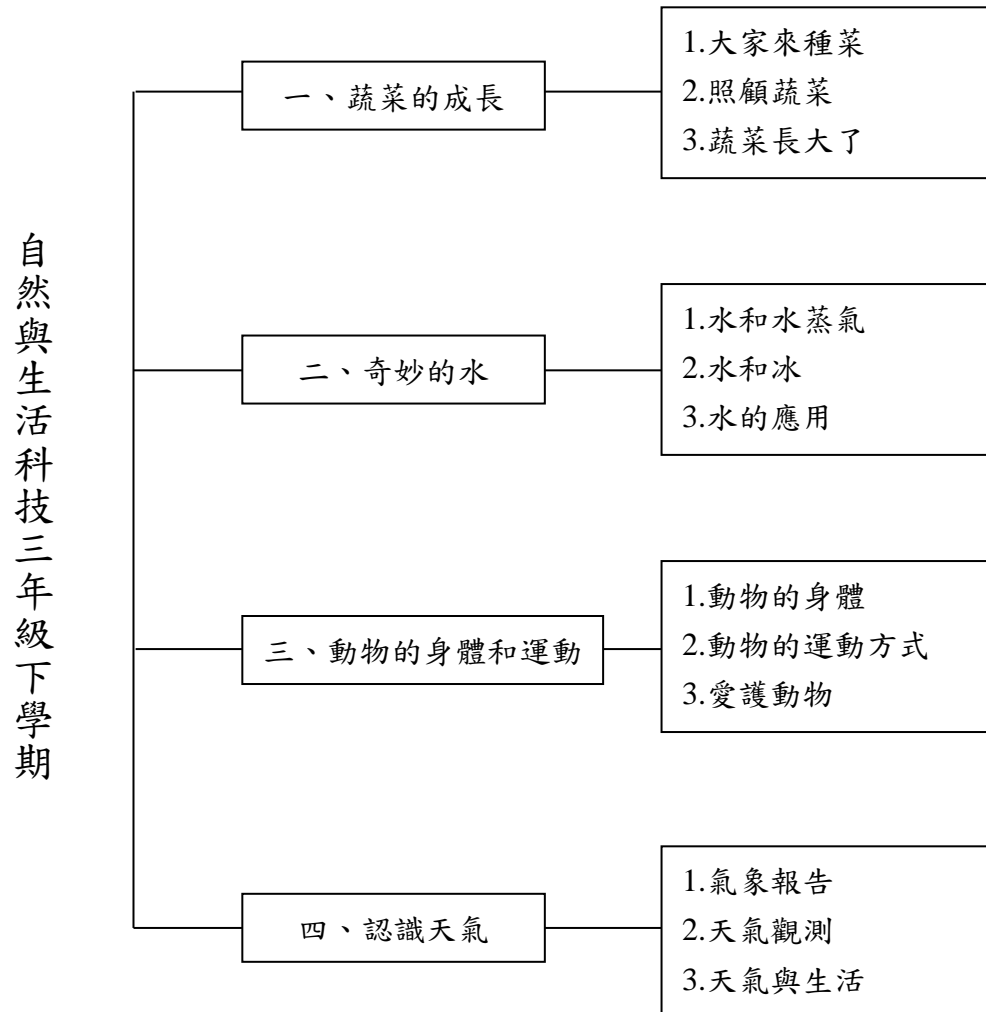 自然與生活科技三年級下學期
一、蔬菜的成長
1.大家來種菜
2.照顧蔬菜
3.蔬菜長大了
二、奇妙的水
1.水和水蒸氣
2.水和冰
3.水的應用
三、動物的身體和運動
1.動物的身體
2.動物的運動方式
3.愛護動物
四、認識天氣
1.氣象報告
2.天氣觀測
3.天氣與生活